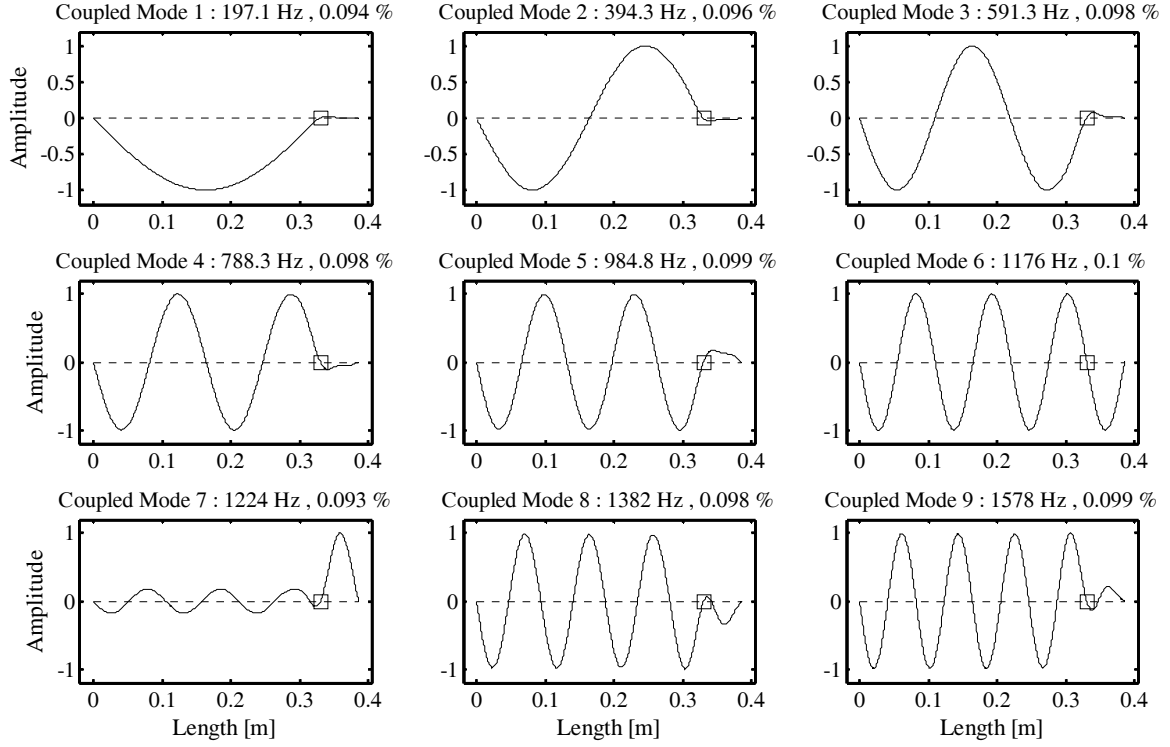 Coupled Mode 1 : 197.1 Hz , 0.094 %
Coupled Mode 2 : 394.3 Hz , 0.096 %
Coupled Mode 3 : 591.3 Hz , 0.098 %
1
0.5
0
-0.5
-1
Amplitude
0 0.1 0.2 0.3 0.4
1
0.5
0
-0.5
-1
0 0.1 0.2 0.3 0.4
1
0.5
0
-0.5
-1
0 0.1 0.2 0.3 0.4
Coupled Mode 4 : 788.3 Hz , 0.098 %
Coupled Mode 5 : 984.8 Hz , 0.099 %
Coupled Mode 6 : 1176 Hz , 0.1 %
1
0
-1
Amplitude
0 0.1 0.2 0.3 0.4
1
0
-1
0 0.1 0.2 0.3 0.4
1
0
-1
0 0.1 0.2 0.3 0.4
Coupled Mode 7 : 1224 Hz , 0.093 %
Coupled Mode 8 : 1382 Hz , 0.098 %
Coupled Mode 9 : 1578 Hz , 0.099 %
1
0
-1
Amplitude
0 0.1 0.2 0.3 0.4
Length [m]
1
0
-1
0 0.1 0.2 0.3 0.4
Length [m]
1
0
-1
0 0.1 0.2 0.3 0.4
Length [m]